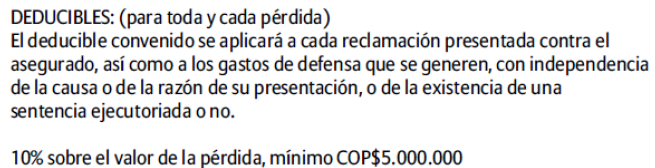 DEDUCIBLES: (para toda y cada pérdida)
El deducible convenido se aplicará a cada reclamación presentada contra el
asegurado, así como a los gastos de defensa que se generen, con independencia
de la causa o de la razón de su presentación, o de la existencia de una
sentencia ejecutoriada o no.
10% sobre el valor de la pérdida, mínimo COP$5.000.000